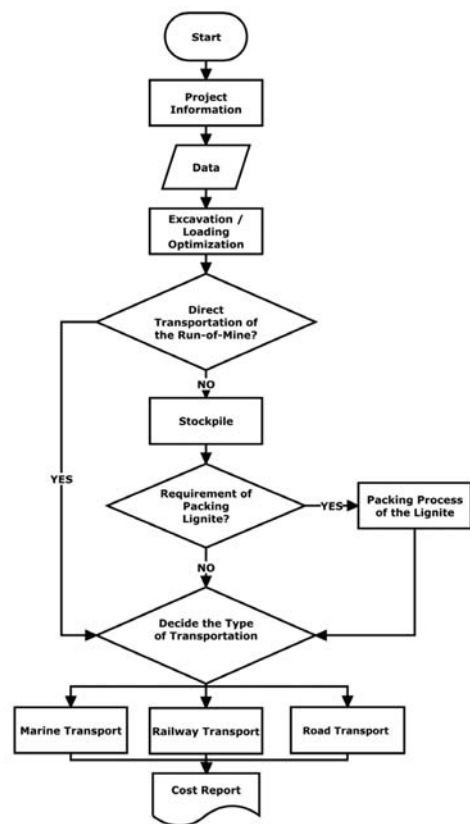 Start
Project
Information
Data
Excavation /
Loading
Optimization
Direct
Transportation of
the Run-of-Mine?
NO
Stockpile
YES
Requirement of
Packing
Lignite?
YES
Packing Process
of the Lignite
NO
Decide the Type
of Transportation
Marine Transport
Railway Transport
Road Transport
Cost Report